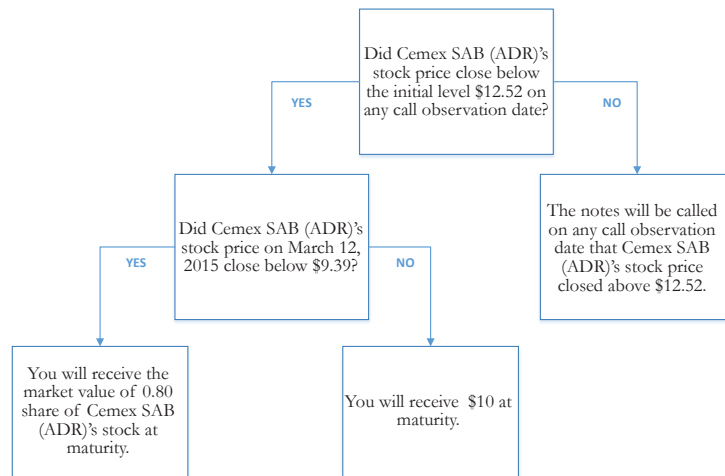 Did Cemex SAB (ADR)'s
stock price close below
the initial level $12.52 on
any call observation date?
YES
NO
Did Cemex SAB (ADR)'s
stock price on March 12,
2015 close below $9.39?
The notes will be called
on any call observation
date that Cemex SAB
(ADR)'s stock price
closed above $12.52.
YES
NO
You will receive the
market value of 0.80
share of Cemex SAB
(ADR)'s stock at
maturity.
You will receive $10 at
maturity.